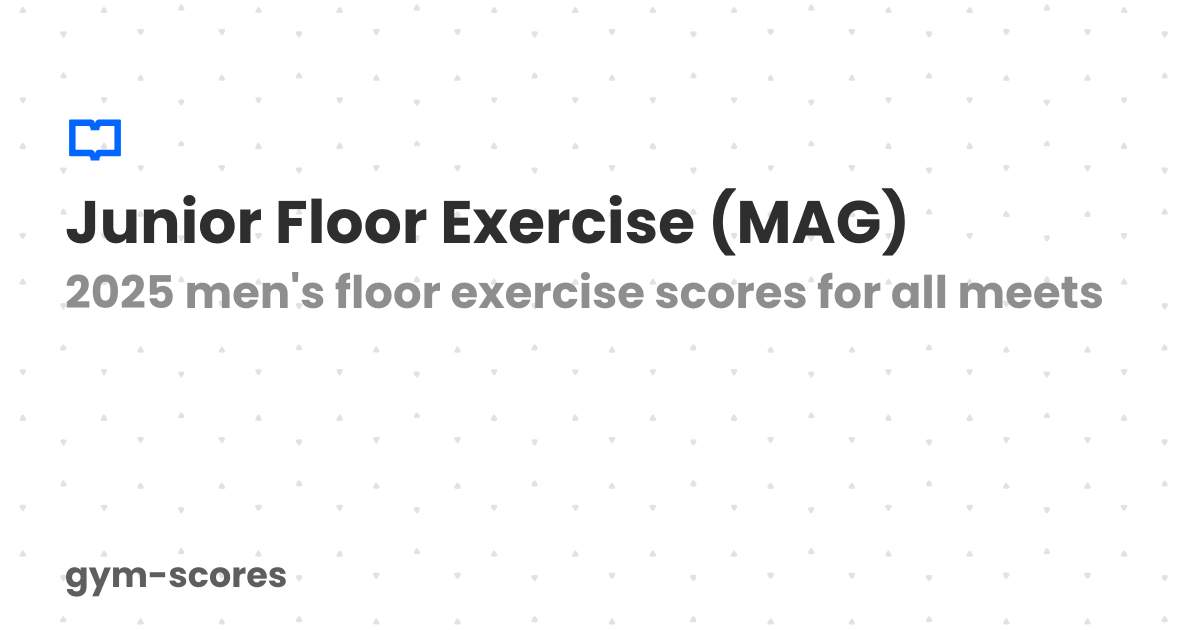 Junior Floor Exercise (MAG)
2025 men's floor exercise scores for all meets
gym-scores